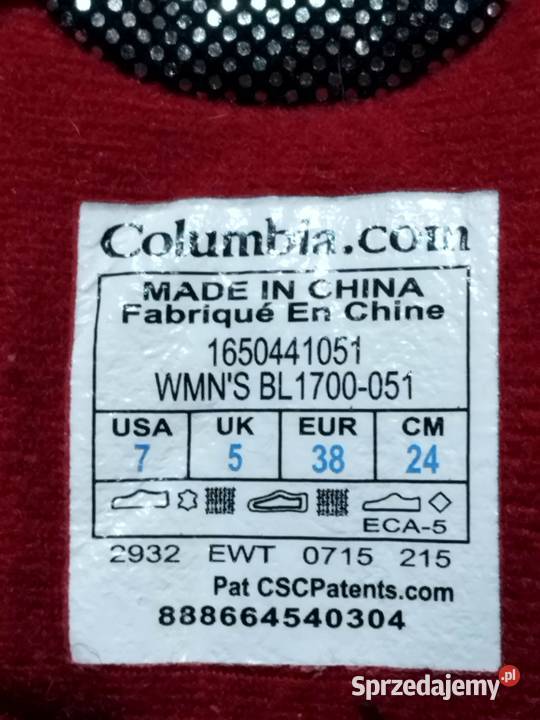 Columbia.com
MADE IN CHINA
Fabriqué En Chine
1650441051
WMN'S BL1700-051
USA UK EUR CM
7 5 38 24
ECA-5
2932 EWT 0715 215
Pat CSCPatents.com
888664540304
Sprzedajemy.pl